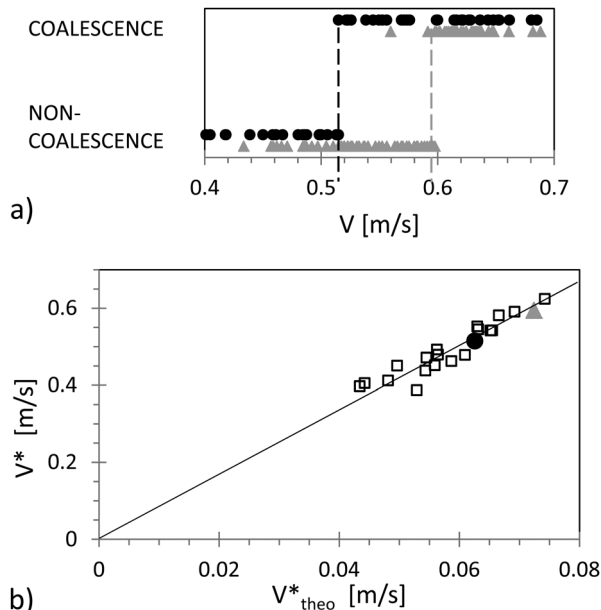 COALESCENCE
NON-
COALESCENCE
0.4
0.5
0.6
0.7
a)
V [m/s]
0.6
0.4
0.2
0
V* [m/s]
0
0.02
0.04
0.06
0.08
b)
V*theo [m/s]